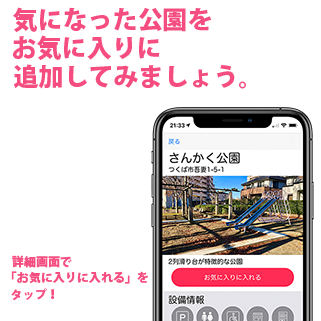 気になった公園を
お気に入りに
追加してみましょう。
21:33
戻る
さんかく公園
つくば市吾妻1-5-1
2列滑り台が特徴的な公園
お気に入りに入れる
詳細画面で
「お気に入りに入れる」を
タップ！
設備情報
P